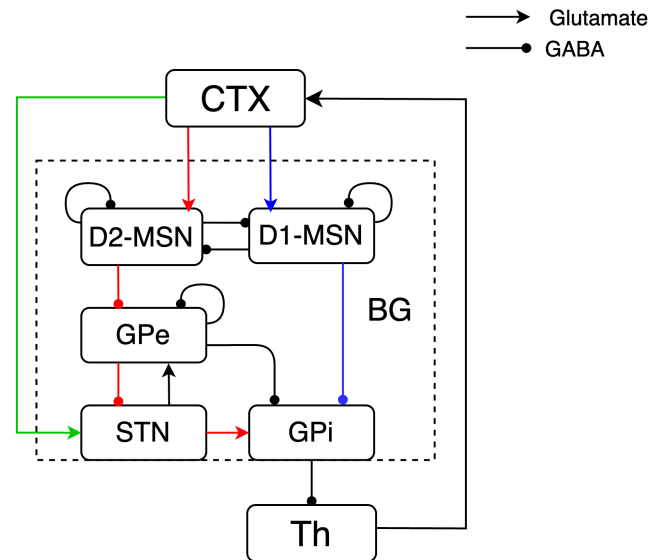 Glutamate
GABA
CTX
D2-MSN
D1-MSN
BG
GPe
STN
GPi
Th